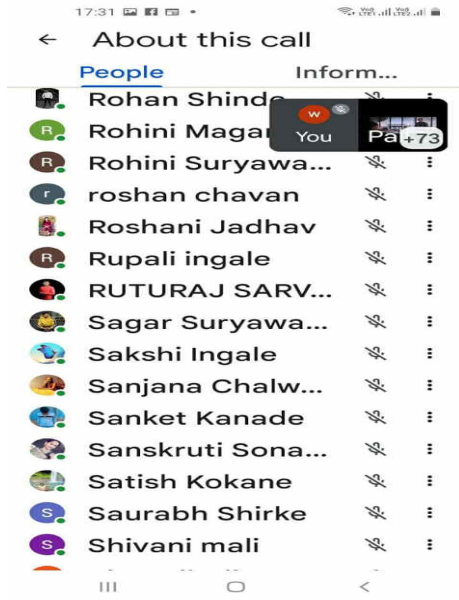 17:31
← About this call
People Inform...
Rohan Shinde
Rohini Magar
W You Pa +73
R Rohini Suryawa...
r roshan chavan
Roshani Jadhav
R Rupali ingale
RUTURAJ SARV...
Sagar Suryawa...
Sakshi Ingale
Sanjana Chalw...
Sanket Kanade
Sanskruti Sona...
Satish Kokane
S Saurabh Shirke
S Shivani mali